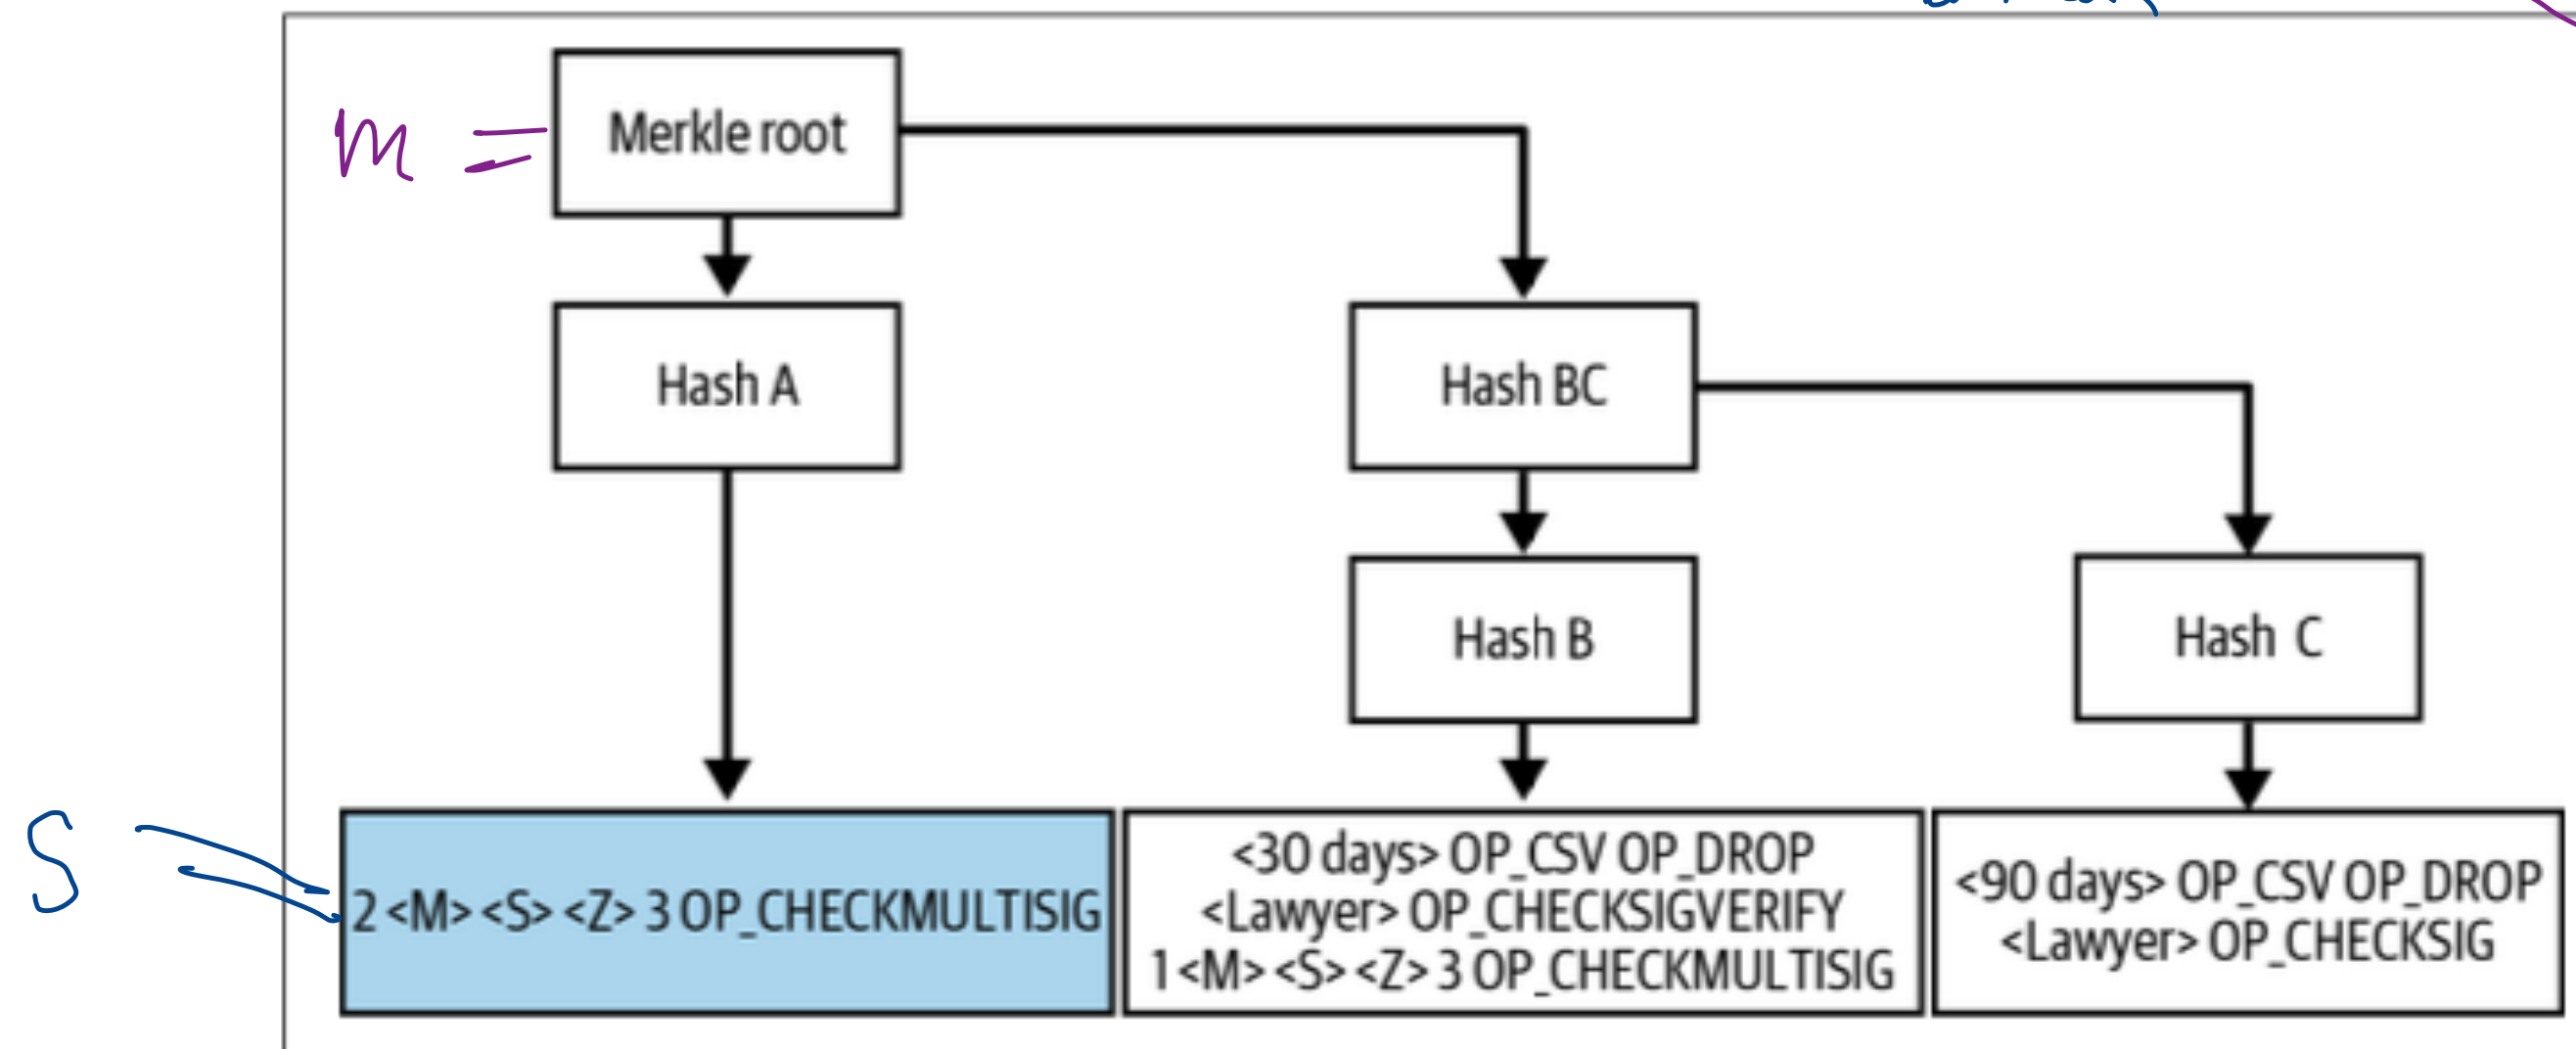 m = Merkle root
Hash A
Hash BC
Hash B
Hash C
S
2 <M> <S> <Z> 3 OP_CHECKMULTISIG
<30 days> OP_CSV OP_DROP
<Lawyer> OP_CHECKSIGVERIFY
1 <M> <S> <Z> 3 OP_CHECKMULTISIG
<90 days> OP_CSV OP_DROP
<Lawyer> OP_CHECKSIG